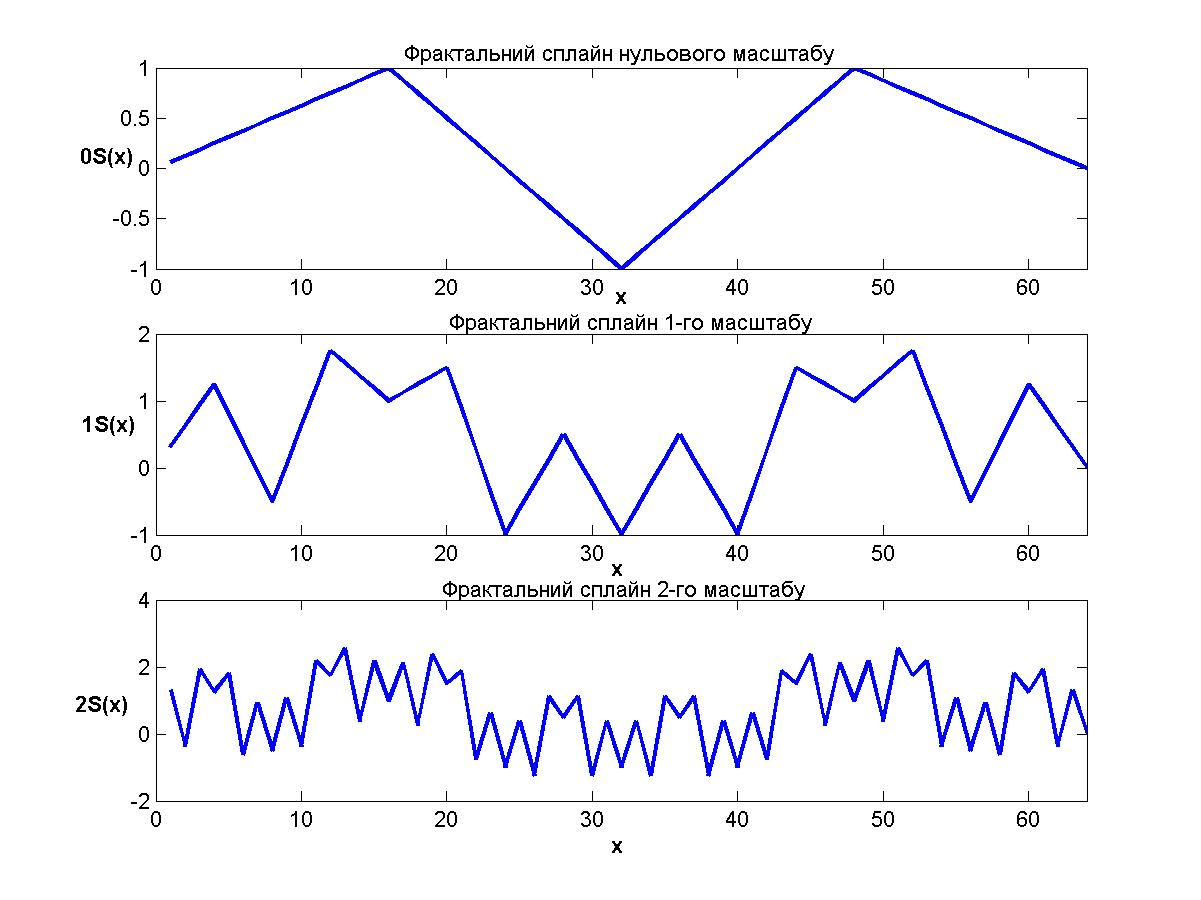 Фрактальний сплайн нульового масштабу
1
0.5
0S(x)
0
-0.5
-1
0 10 20 30 40 50 60
x
Фрактальний сплайн 1-го масштабу
2
1
1S(x)
0
-1
0 10 20 30 40 50 60
x
Фрактальний сплайн 2-го масштабу
4
2
2S(x)
0
-2
0 10 20 30 40 50 60
x